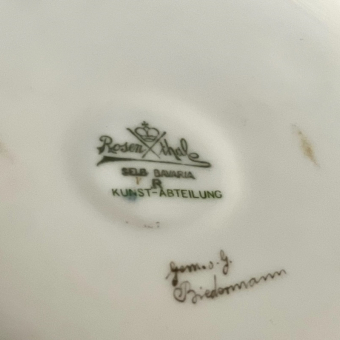 Rosenthal
SELB BAVARIA
R
KUNST-ABTEILUNG
gem. v. G.
Biedermann